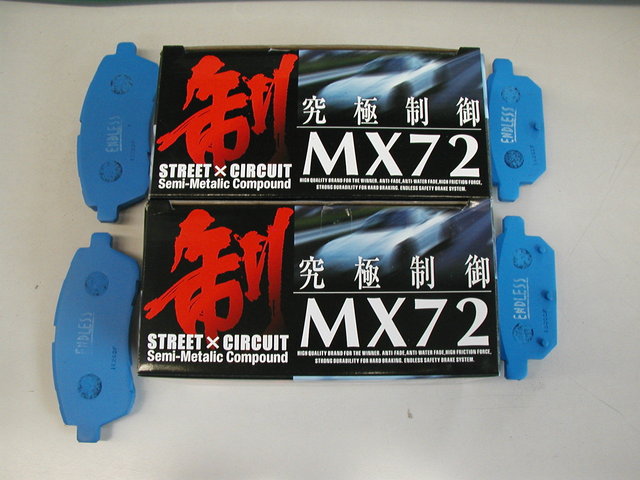 ENDLESS
制
究極制御
MX72
STREET×CIRCUIT
Semi-Metalic Compound
HIGH QUALITY BRAND FOR THE WINNER. ANTI-FADE,ANTI-WATER FADE,HIGH FRICTION FORCE,
STRONG DURABILITY FOR HARD BRAKING. ENDLESS SAFETY BRAKE SYSTEM.
ENDLESS
ENDLESS
制
究極制御
MX72
STREET×CIRCUIT
Semi-Metalic Compound
HIGH QUALITY BRAND FOR THE WINNER. ANTI-FADE,ANTI-WATER FADE,HIGH FRICTION FORCE,
STRONG DURABILITY FOR HARD BRAKING. ENDLESS SAFETY BRAKE SYSTEM.
ENDLESS